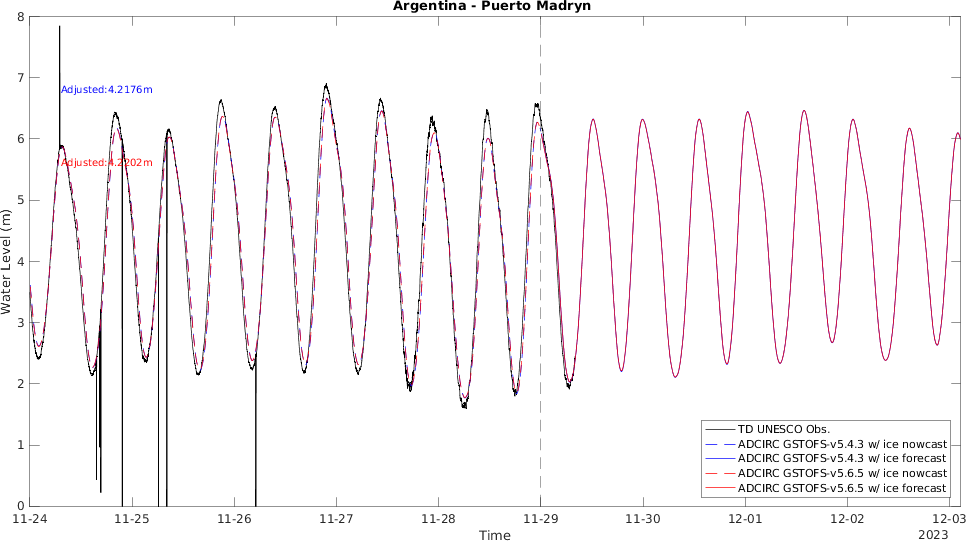 Argentina - Puerto Madryn
8
7
6
5
4
3
2
1
0
Water Level (m)
Adjusted:4.2176m
Adjusted:4.2202m
TD UNESCO Obs.
ADCIRC GSTOFS-v5.4.3 w/ ice nowcast
ADCIRC GSTOFS-v5.4.3 w/ ice forecast
ADCIRC GSTOFS-v5.6.5 w/ ice nowcast
ADCIRC GSTOFS-v5.6.5 w/ ice forecast
11-24 11-25 11-26 11-27 11-28 11-29 11-30 12-01 12-02 12-03
Time
2023